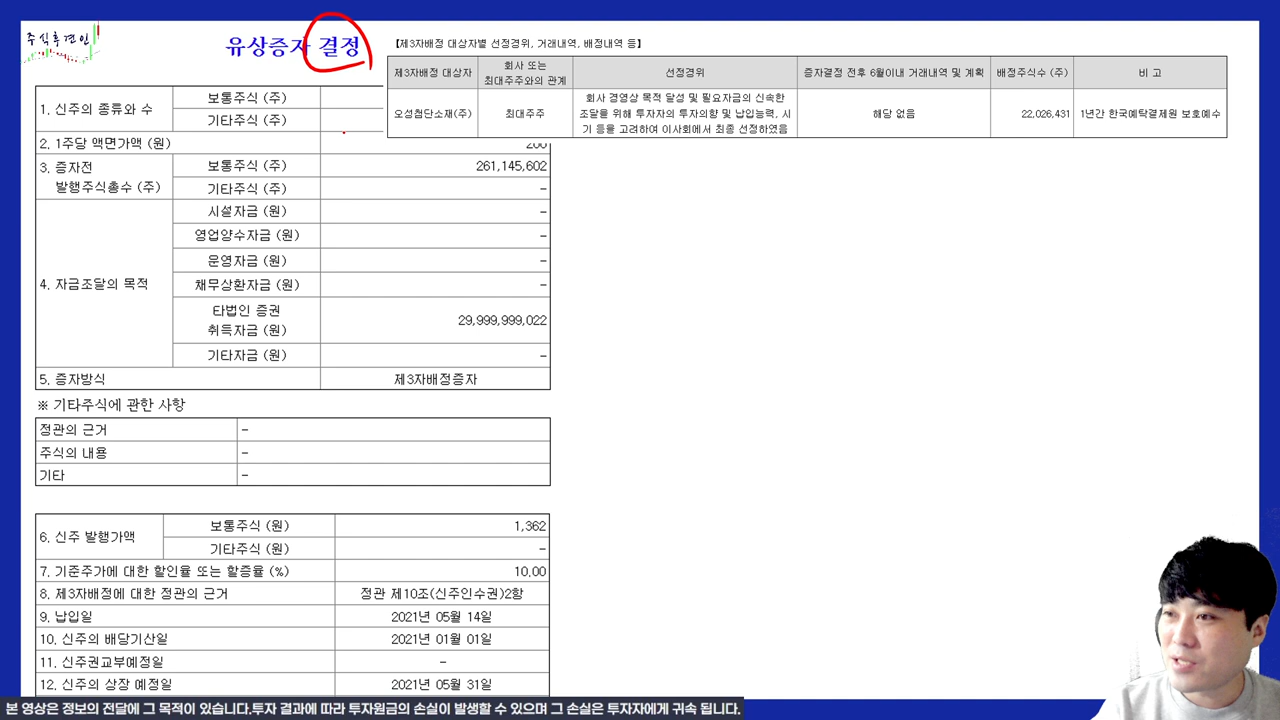 주식후견인
유상증자 결정
【제3자배정 대상자별 선정경위, 거래내역, 배정내역 등】
제3자배정 대상자
회사 또는
최대주주와의 관계
선정경위
증자결정 전후 6월이내 거래내역 및 계획
배정주식수 (주)
비 고
오성첨단소재(주)
최대주주
회사 경영상 목적 달성 및 필요자금의 신속한
조달을 위해 투자자의 투자의향 및 납입능력, 시
기 등을 고려하여 이사회에서 최종 선정하였음
해당 없음
22,026,431
1년간 한국예탁결제원 보호예수
1. 신주의 종류와 수
보통주식 (주)
기타주식 (주)
2. 1주당 액면가액 (원)
3. 증자전
발행주식총수 (주)
보통주식 (주)
261,145,602
기타주식 (주)
-
4. 자금조달의 목적
시설자금 (원)
-
영업양수자금 (원)
-
운영자금 (원)
-
채무상환자금 (원)
-
타법인 증권
취득자금 (원)
29,999,999,022
기타자금 (원)
-
5. 증자방식
제3자배정증자
※ 기타주식에 관한 사항
정관의 근거
-
주식의 내용
-
기타
-
6. 신주 발행가액
보통주식 (원)
1,362
기타주식 (원)
-
7. 기준주가에 대한 할인율 또는 할증율 (%)
10.00
8. 제3자배정에 대한 정관의 근거
정관 제10조(신주인수권)2항
9. 납입일
2021년 05월 14일
10. 신주의 배당기산일
2021년 01월 01일
11. 신주권교부예정일
-
12. 신주의 상장 예정일
2021년 05월 31일
본 영상은 정보의 전달에 그 목적이 있습니다.투자 결과에 따라 투자원금의 손실이 발생할 수 있으며 그 손실은 투자자에게 귀속 됩니다.